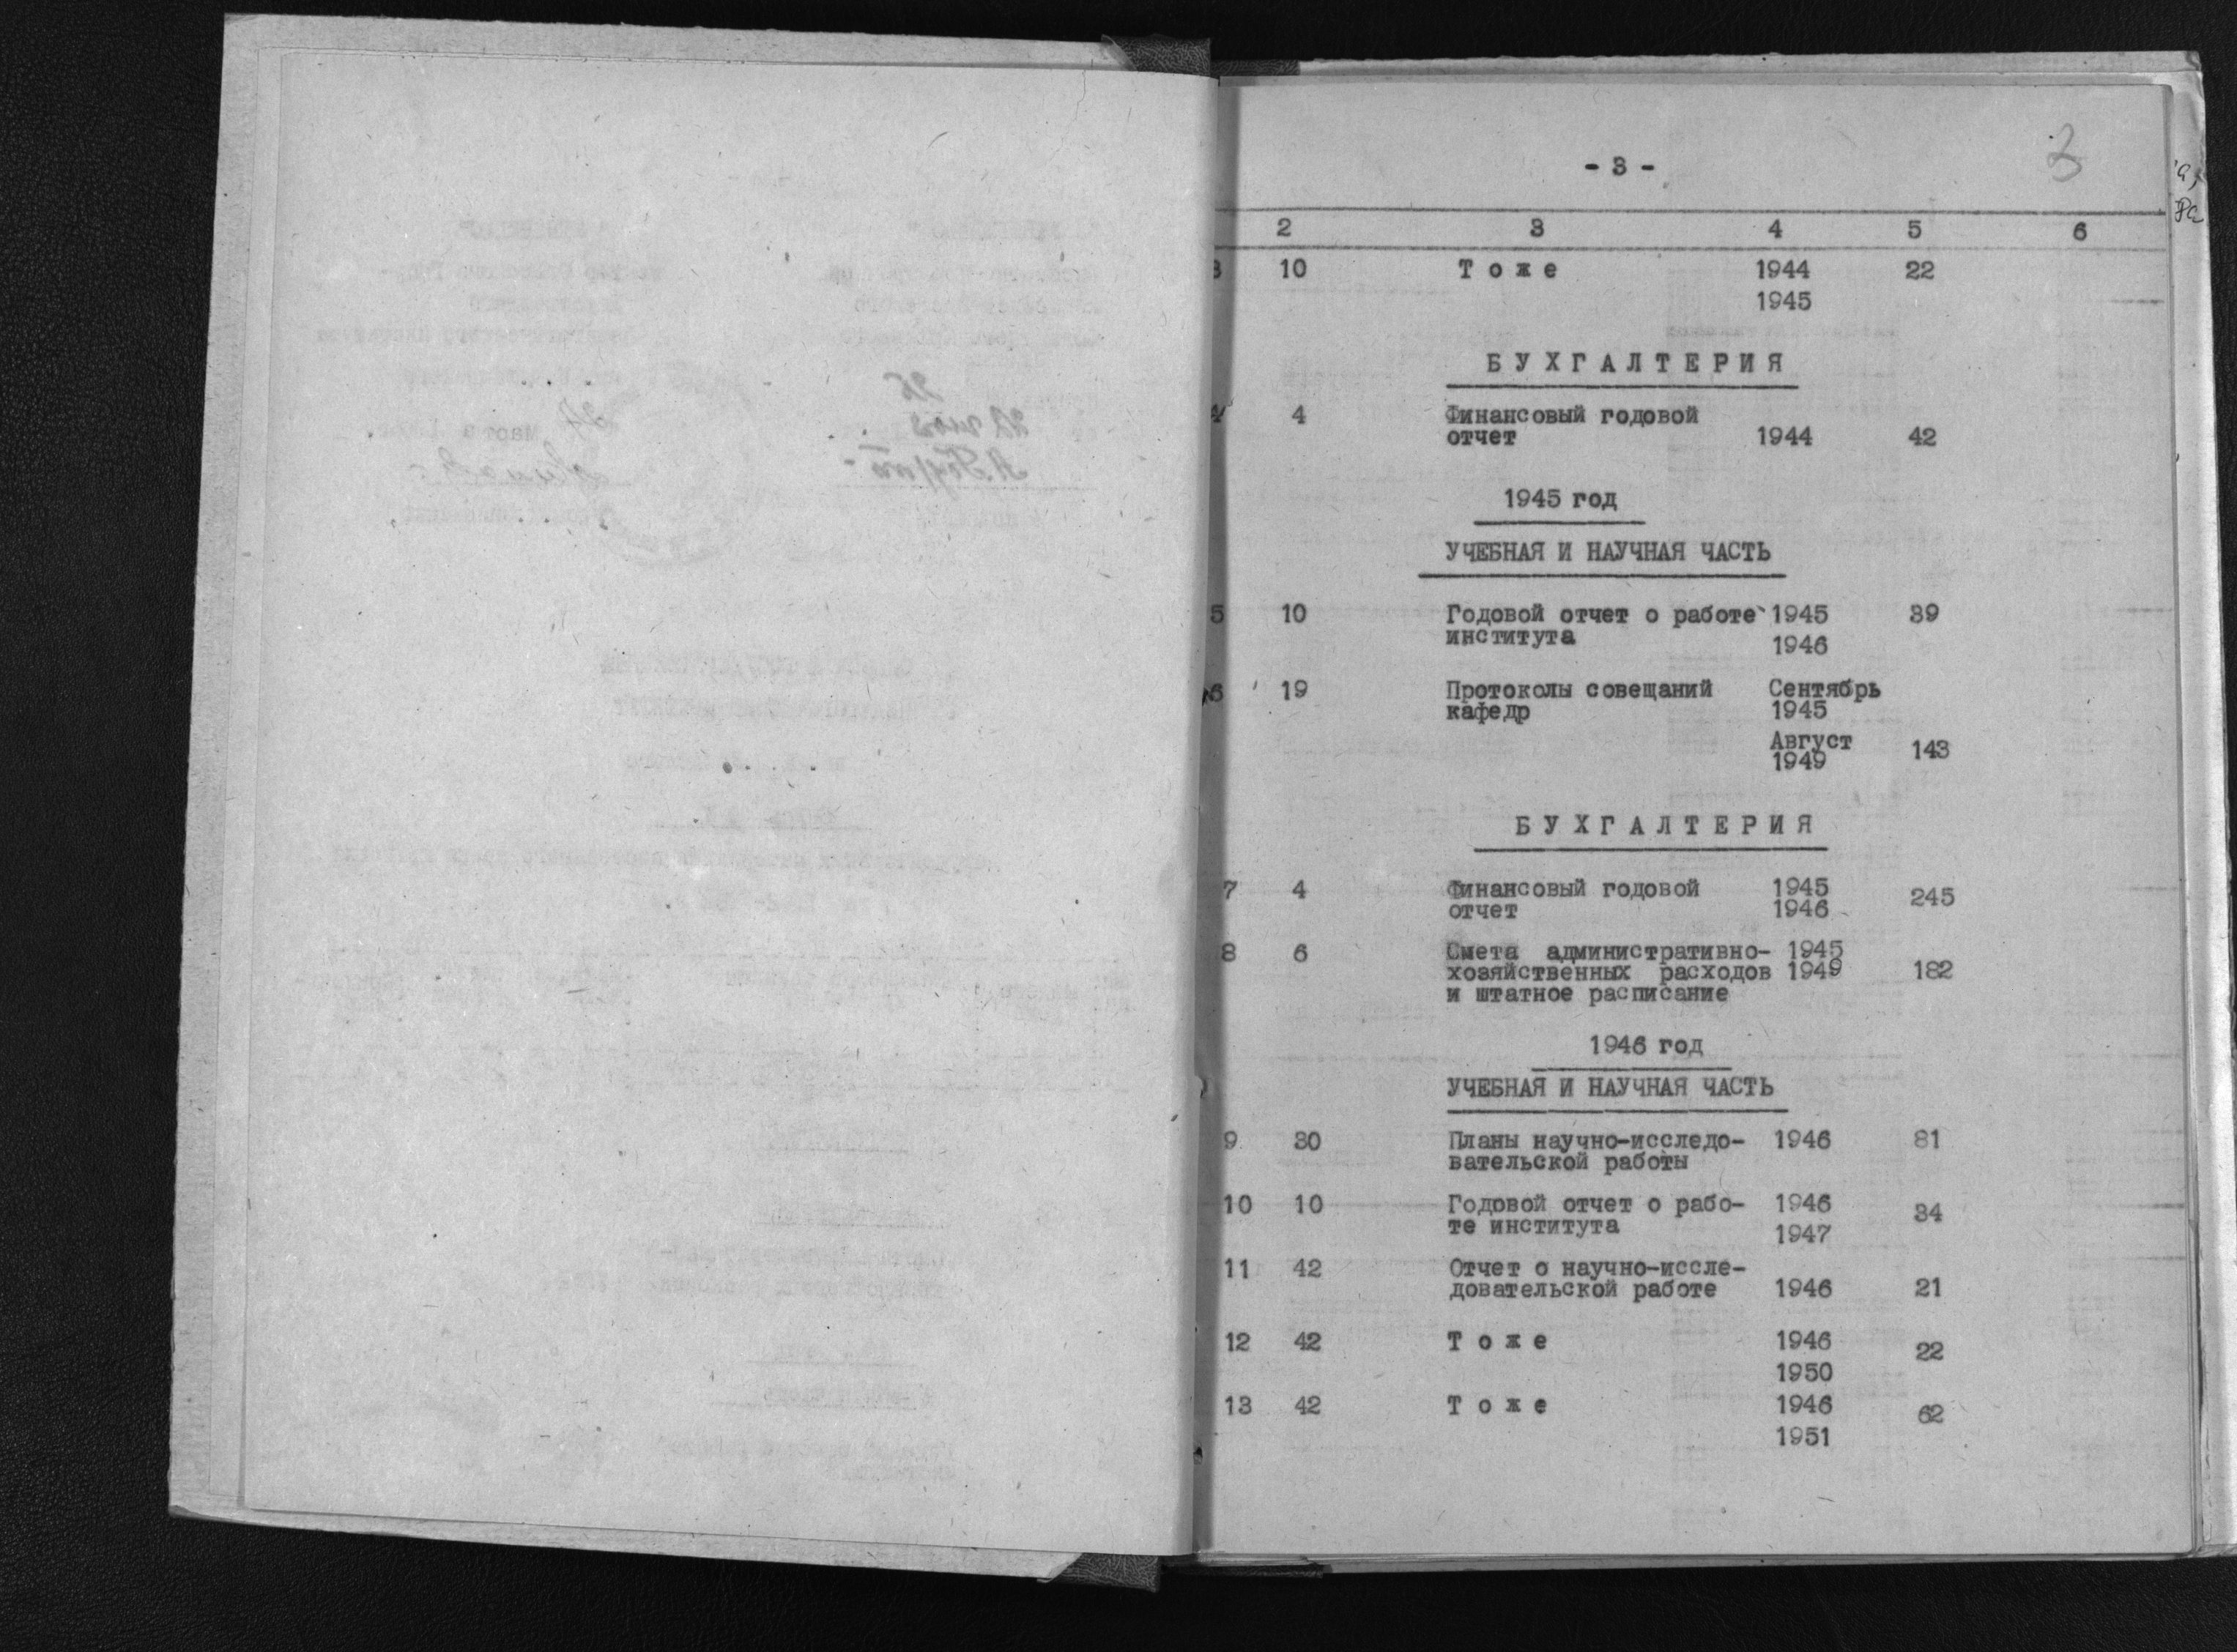 - 3 -
3
2 3 4 5 6
3 10 Т о ж е 1944 22
1945
БУХГАЛТЕРИЯ
4 4 Финансовый годовой
отчет 1944 42
1945 год
УЧЕБНАЯ И НАУЧНАЯ ЧАСТЬ
5 10 Годовой отчет о работе 1945 39
института 1946
6 19 Протоколы совещаний Сентябрь
кафедр 1945
Август
1949 143
БУХГАЛТЕРИЯ
7 4 Финансовый годовой 1945
отчет 1946 245
8 6 Смета административно- 1945
хозяйственных расходов 1949 182
и штатное расписание
1946 год
УЧЕБНАЯ И НАУЧНАЯ ЧАСТЬ
9 30 Планы научно-исследо- 1946 81
вательской работы
10 10 Годовой отчет о рабо- 1946 34
те института 1947
11 42 Отчет о научно-иссле-
довательской работе 1946 21
12 42 Т о ж е 1946 22
1950
13 42 Т о ж е 1946 62
1951